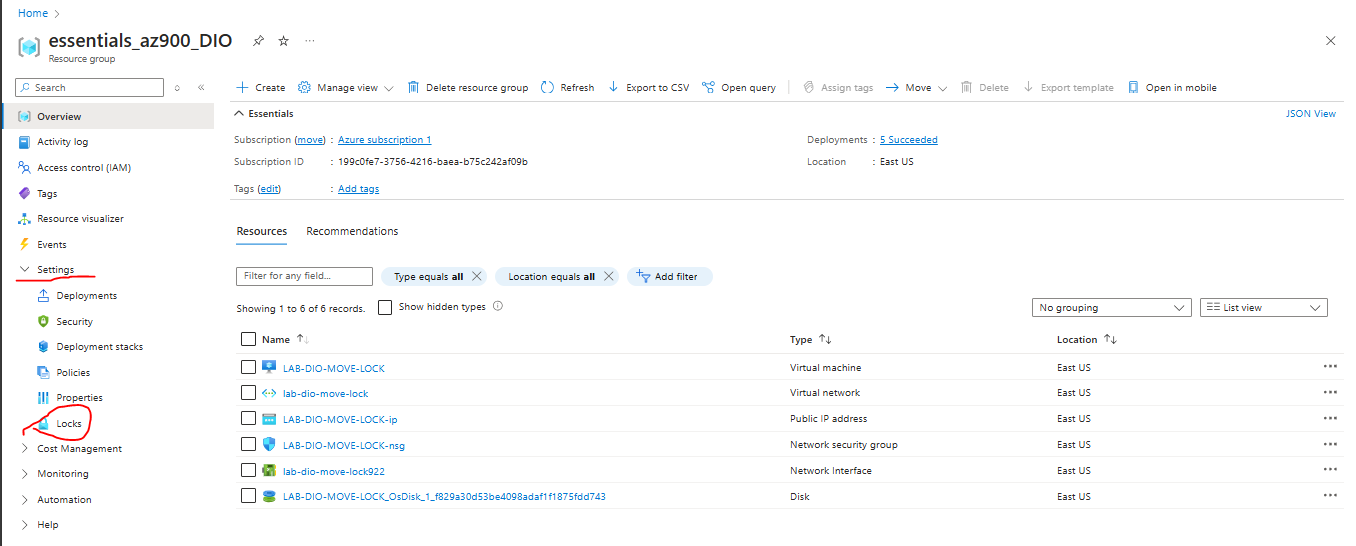 Home
essentials_az900_DIO
Resource group
Search
Create
Manage view
Delete resource group
Refresh
Export to CSV
Open query
Assign tags
Move
Delete
Export template
Open in mobile
Overview
Activity log
Access control (IAM)
Tags
Resource visualizer
Events
Settings
Deployments
Security
Deployment stacks
Policies
Properties
Locks
Cost Management
Monitoring
Automation
Help
Essentials
JSON View
Subscription (move) : Azure subscription 1
Deployments : 5 Succeeded
Subscription ID : 199c0fe7-3756-4216-baea-b75c242af09b
Location : East US
Tags (edit) : Add tags
Resources Recommendations
Filter for any field...
Type equals all
Location equals all
Add filter
Showing 1 to 6 of 6 records.
Show hidden types
No grouping
List view
Name Type Location
LAB-DIO-MOVE-LOCK Virtual machine East US
lab-dio-move-lock Virtual network East US
LAB-DIO-MOVE-LOCK-ip Public IP address East US
LAB-DIO-MOVE-LOCK-nsg Network security group East US
lab-dio-move-lock922 Network Interface East US
LAB-DIO-MOVE-LOCK_OsDisk_1_f829a30d53be4098adaf1f1875fdd743 Disk East US